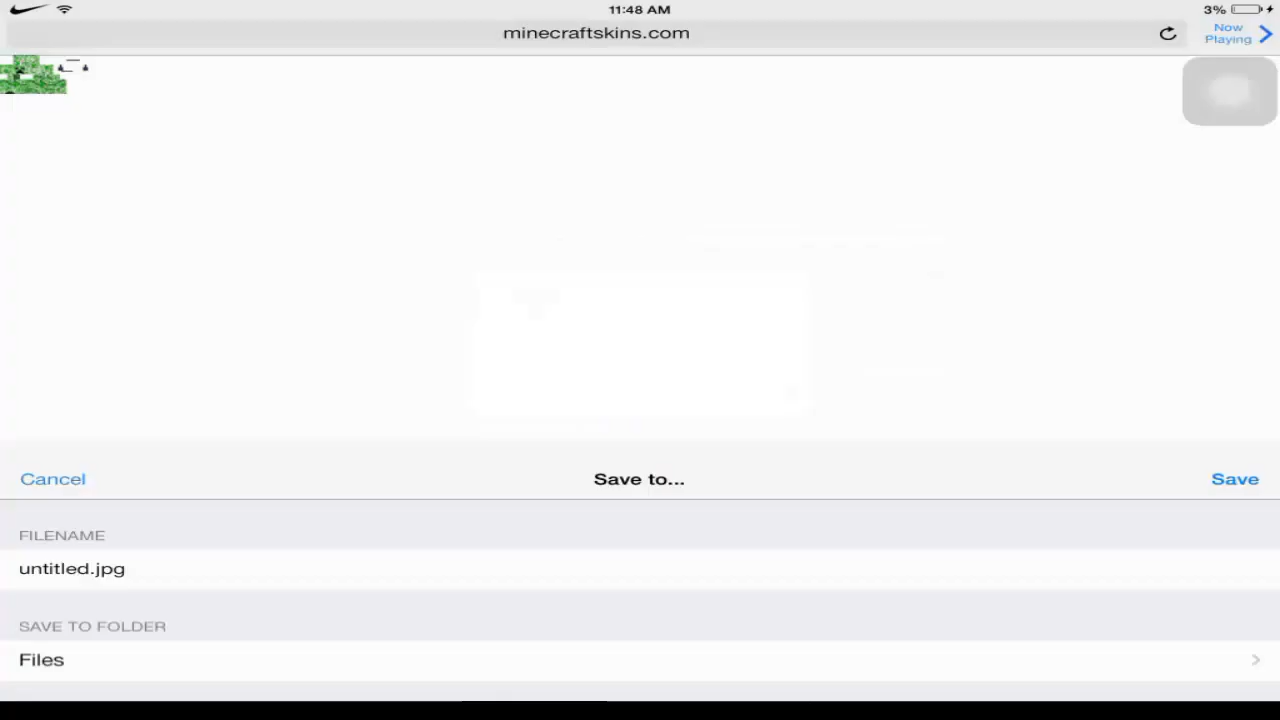 11:48 AM
3%
minecraftskins.com
Now
Playing
Cancel
Save to...
Save
FILENAME
untitled.jpg
SAVE TO FOLDER
Files